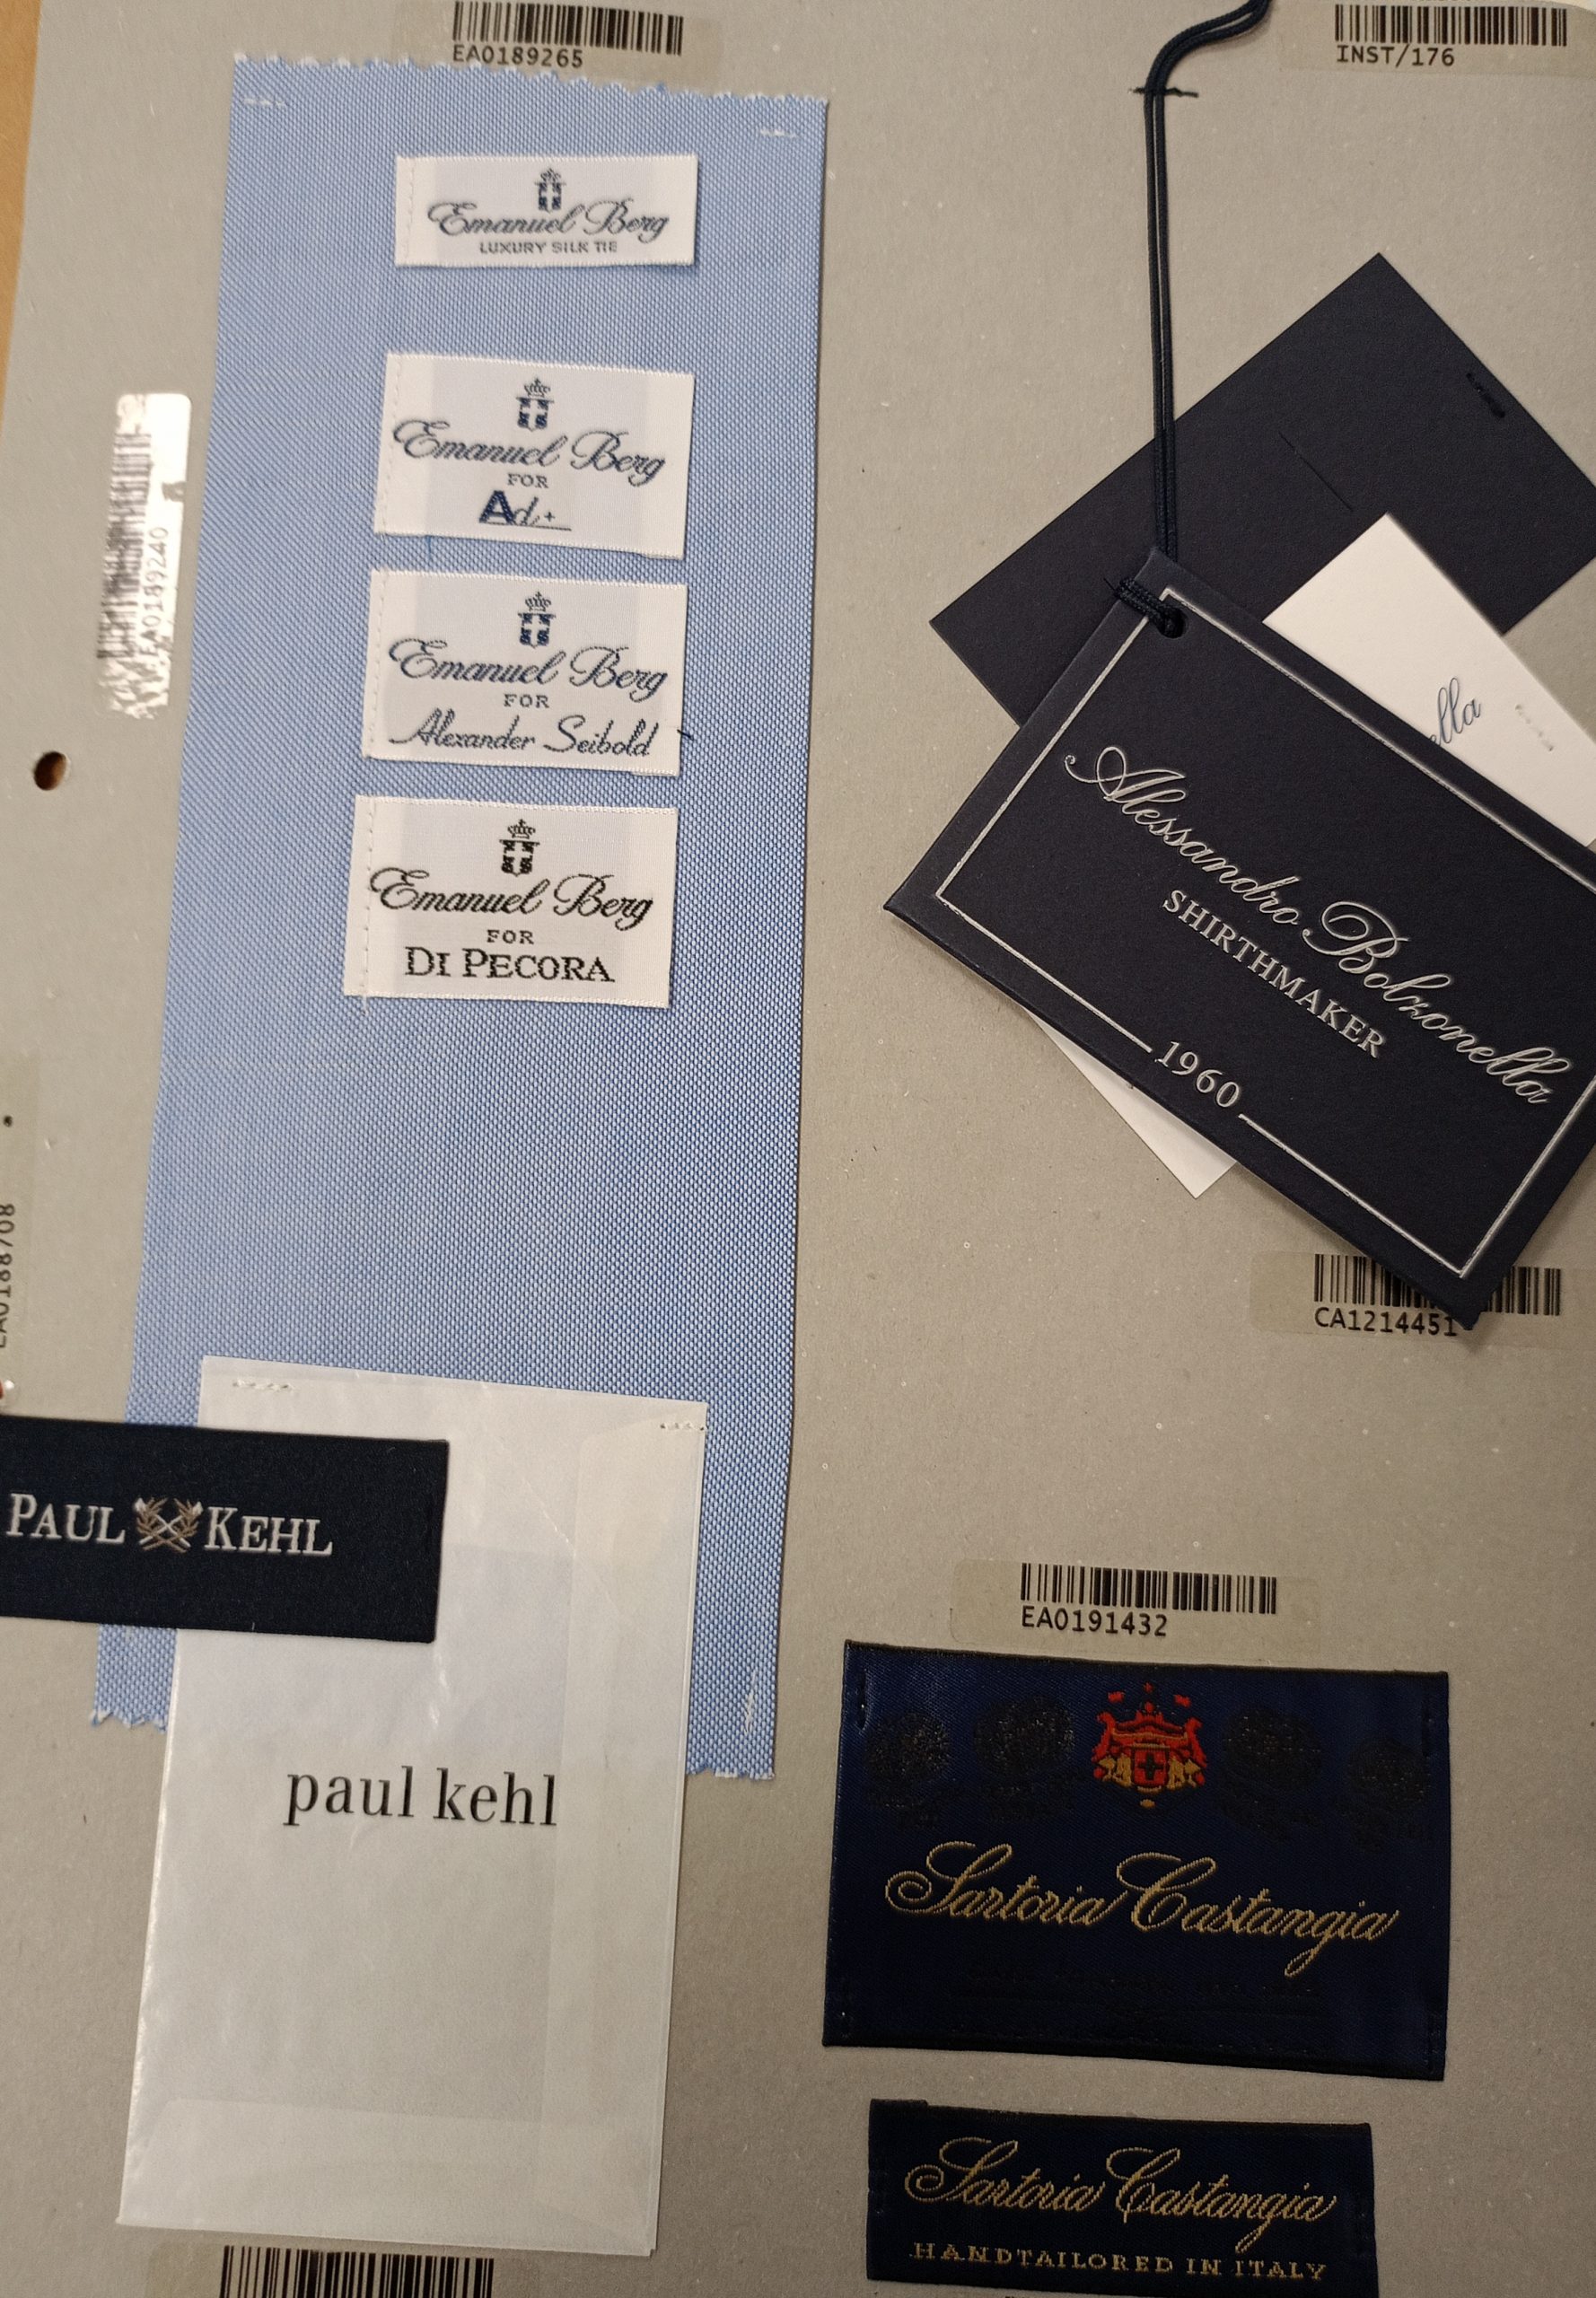 EA0189265
INST/176
Emanuel Berg
LUXURY SILK TIE
Emanuel Berg
FOR
Ad+
EA0189240
Emanuel Berg
FOR
Alexander Seibold
Emanuel Berg
FOR
DI PECORA
ella
Alessandro Bolzonella
SHIRTHMAKER
1960
CA1214451
EA0188708
PAUL KEHL
paul kehl
EA0191432
Sartoria Castangia
Sartoria Castangia
HANDTAILORED IN ITALY